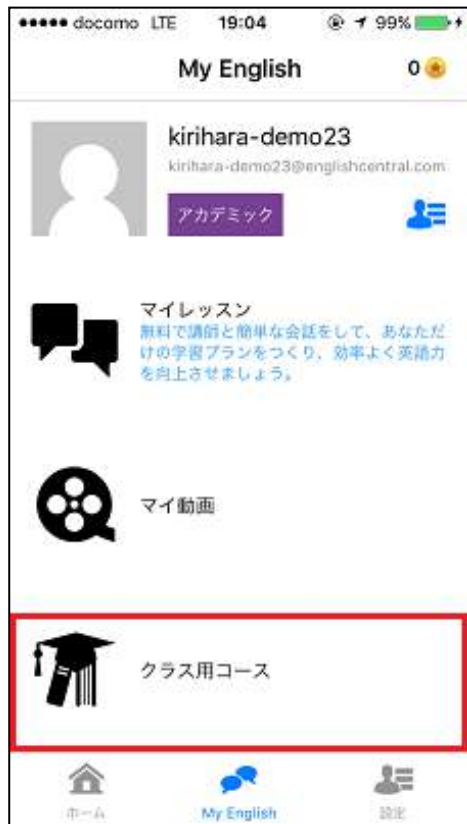 docomo LTE 19:04 99%
My English 0
kirihara-demo23
kirihara-demo23@englishcentral.com
アカデミック
マイレッスン
無料で講師と簡単な会話をして、あなただ
けの学習プランをつくり、効率よく英語力
を向上させましょう。
マイ動画
クラス用コース
ホーム My English 設定